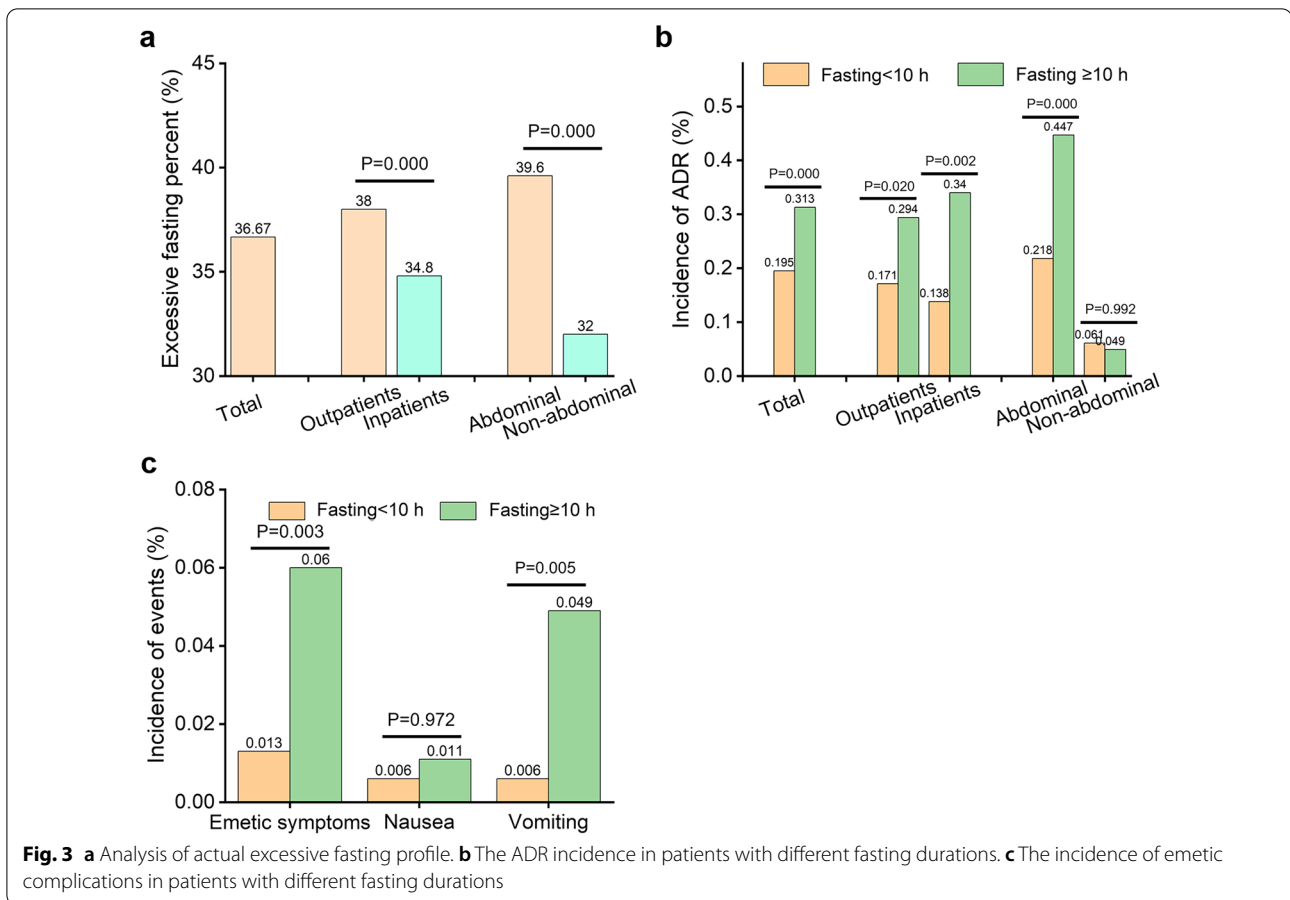 a
45
40
35
30
Excessive fasting percent (%)
P=0.000
P=0.000
36.67
38
34.8
39.6
32
Total
Outpatients
Inpatients
Abdominal
Non-abdominal
b
Fasting<10 h
Fasting ≥10 h
0.5
0.4
0.3
0.2
0.1
0.0
Incidence of ADR (%)
P=0.000
P=0.020
P=0.002
P=0.000
P=0.992
0.195
0.313
0.171
0.294
0.138
0.34
0.218
0.447
0.061
0.049
Total
Outpatients
Inpatients
Abdominal
Non-abdominal
c
Fasting<10 h
Fasting≥10 h
0.08
0.06
0.04
0.02
0.00
Incidence of events (%)
P=0.003
P=0.972
P=0.005
0.013
0.06
0.006
0.011
0.006
0.049
Emetic symptoms
Nausea
Vomiting
Fig. 3 a Analysis of actual excessive fasting profile. b The ADR incidence in patients with different fasting durations. c The incidence of emetic
complications in patients with different fasting durations